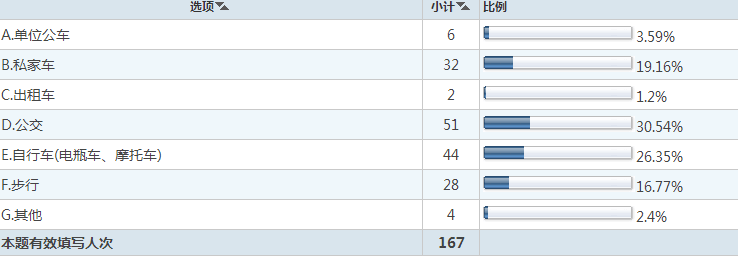 选项 小计 比例
A.单位公车 6 3.59%
B.私家车 32 19.16%
C.出租车 2 1.2%
D.公交 51 30.54%
E.自行车(电瓶车、摩托车) 44 26.35%
F.步行 28 16.77%
G.其他 4 2.4%
本题有效填写人次 167